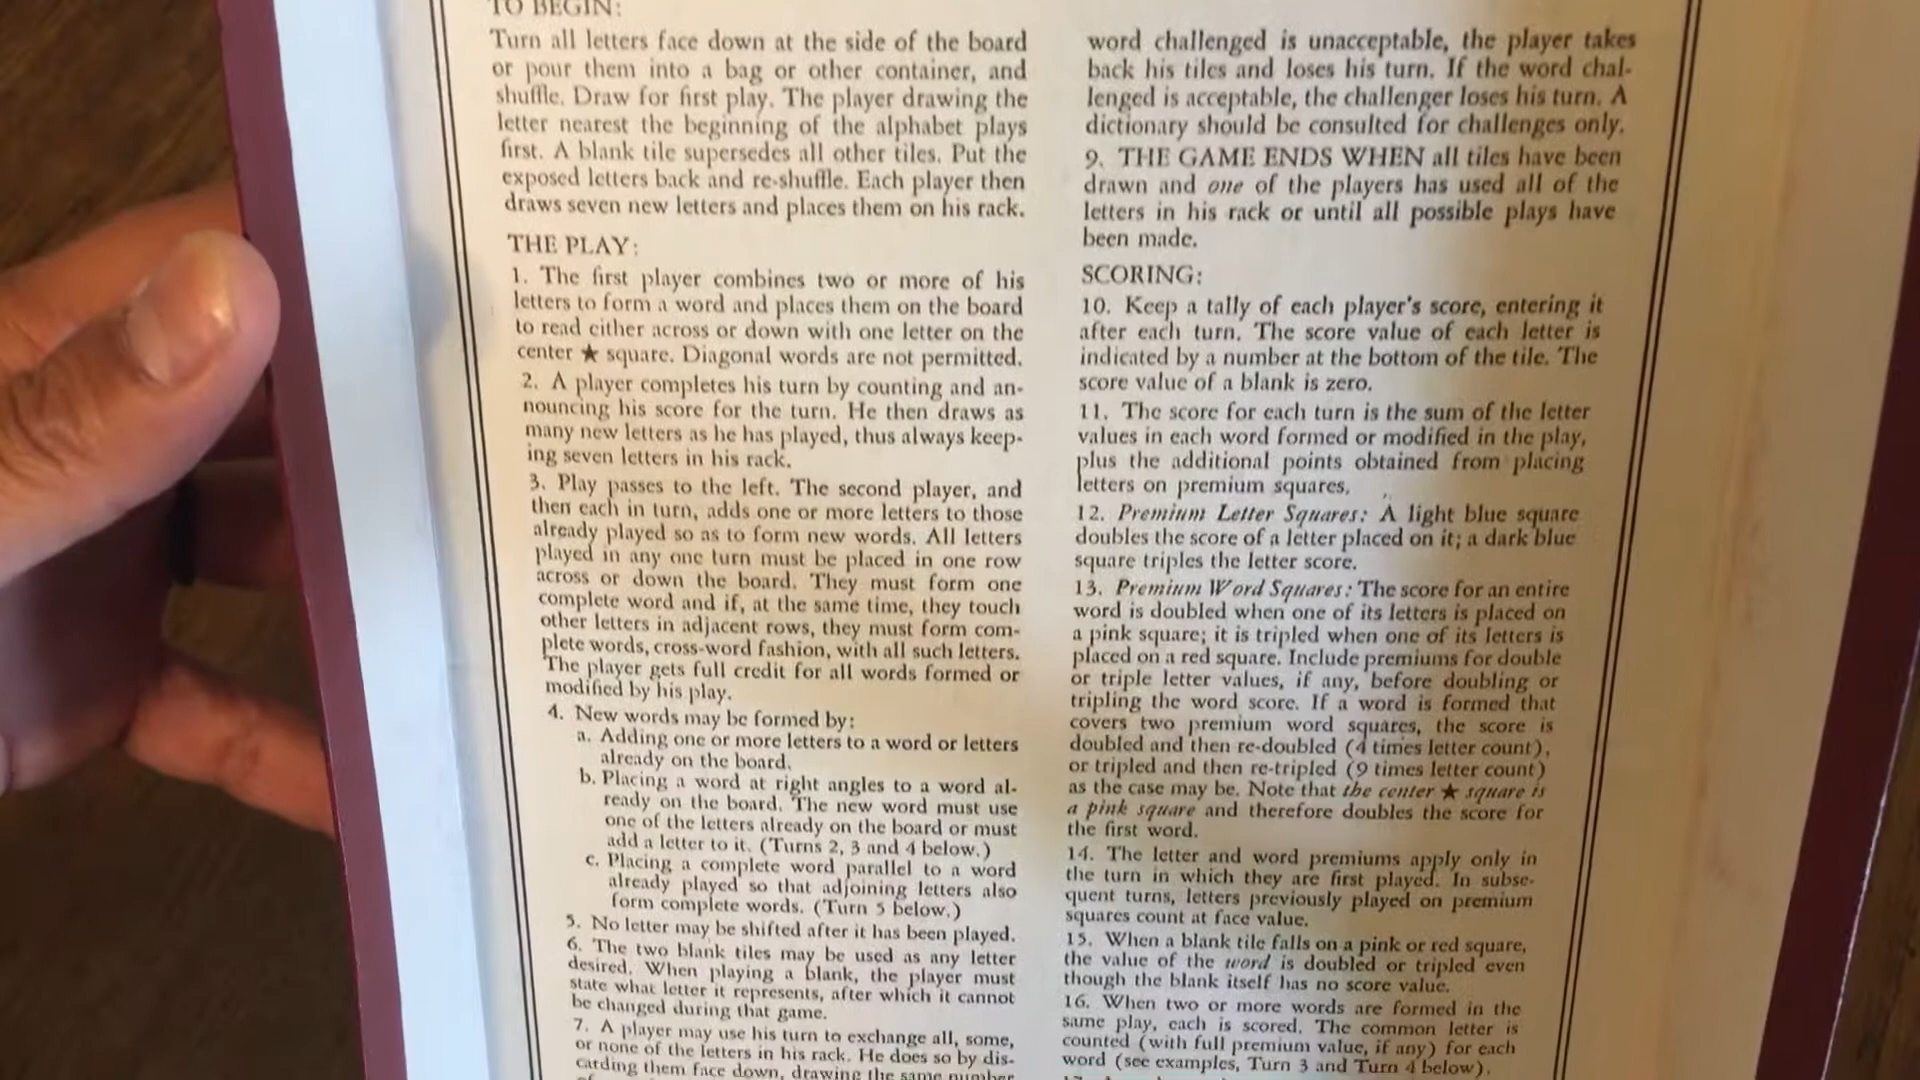 TO BEGIN:
Turn all letters face down at the side of the board
or pour them into a bag or other container, and
shuffle. Draw for first play. The player drawing the
letter nearest the beginning of the alphabet plays
first. A blank tile supersedes all other tiles. Put the
exposed letters back and re-shuffle. Each player then
draws seven new letters and places them on his rack.
THE PLAY:
1. The first player combines two or more of his
letters to form a word and places them on the board
to read either across or down with one letter on the
center ★ square. Diagonal words are not permitted.
2. A player completes his turn by counting and an-
nouncing his score for the turn. He then draws as
many new letters as he has played, thus always keep-
ing seven letters in his rack.
3. Play passes to the left. The second player, and
then each in turn, adds one or more letters to those
already played so as to form new words. All letters
played in any one turn must be placed in one row
across or down the board. They must form one
complete word and if, at the same time, they touch
other letters in adjacent rows, they must form com-
plete words, cross-word fashion, with all such letters.
The player gets full credit for all words formed or
modified by his play.
4. New words may be formed by:
a. Adding one or more letters to a word or letters
already on the board.
b. Placing a word at right angles to a word al-
ready on the board. The new word must use
one of the letters already on the board or must
add a letter to it. (Turns 2, 3 and 4 below.)
c. Placing a complete word parallel to a word
already played so that adjoining letters also
form complete words. (Turn 5 below.)
5. No letter may be shifted after it has been played.
6. The two blank tiles may be used as any letter
desired. When playing a blank, the player must
state what letter it represents, after which it cannot
be changed during that game.
7. A player may use his turn to exchange all, some,
or none of the letters in his rack. He does so by dis-
carding them face down, drawing the same number
word challenged is unacceptable, the player takes
back his tiles and loses his turn. If the word chal-
lenged is acceptable, the challenger loses his turn. A
dictionary should be consulted for challenges only.
9. THE GAME ENDS WHEN all tiles have been
drawn and one of the players has used all of the
letters in his rack or until all possible plays have
been made.
SCORING:
10. Keep a tally of each player's score, entering it
after each turn. The score value of each letter is
indicated by a number at the bottom of the tile. The
score value of a blank is zero.
11. The score for each turn is the sum of the letter
values in each word formed or modified in the play,
plus the additional points obtained from placing
letters on premium squares.
12. Premium Letter Squares: A light blue square
doubles the score of a letter placed on it; a dark blue
square triples the letter score.
13. Premium Word Squares: The score for an entire
word is doubled when one of its letters is placed on
a pink square; it is tripled when one of its letters is
placed on a red square. Include premiums for double
or triple letter values, if any, before doubling or
tripling the word score. If a word is formed that
covers two premium word squares, the score is
doubled and then re-doubled (4 times letter count),
or tripled and then re-tripled (9 times letter count)
as the case may be. Note that the center ★ square is
a pink square and therefore doubles the score for
the first word.
14. The letter and word premiums apply only in
the turn in which they are first played. In subse-
quent turns, letters previously played on premium
squares count at face value.
15. When a blank tile falls on a pink or red square,
the value of the word is doubled or tripled even
though the blank itself has no score value.
16. When two or more words are formed in the
same play, each is scored. The common letter is
counted (with full premium value, if any) for each
word (see examples, Turn 3 and Turn 4 below).